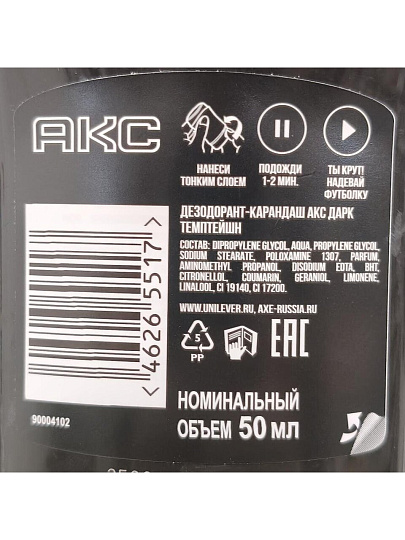 АКС
НАНЕСИ
ТОНКИМ СЛОЕМ
ПОДОЖДИ
1-2 МИН.
ТЫ КРУТ!
НАДЕВАЙ
ФУТБОЛКУ
ДЕЗОДОРАНТ-КАРАНДАШ АКС ДАРК
ТЕМПТЕЙШН
СОСТАВ: DIPROPYLENE GLYCOL, AQUA, PROPYLENE GLYCOL,
SODIUM STEARATE, POLOXAMINE 1307, PARFUM,
AMINOMETHYL PROPANOL, DISODIUM EDTA, BHT,
CITRONELLOL, COUMARIN, GERANIOL, LIMONENE,
LINALOOL, CI 19140, CI 17200.
WWW.UNILEVER.RU, AXE-RUSSIA.RU
<46265517>
5
PP
EAC
НОМИНАЛЬНЫЙ
ОБЪЕМ 50 МЛ
90004102